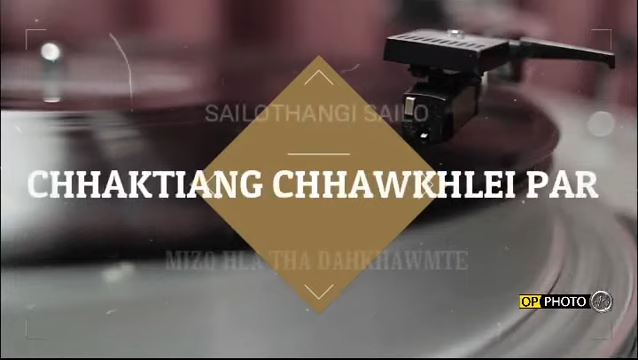 SAILOTHANGI SAILO
CHHAKTIANG CHHAWKHLEI PAR
MIZO HLA THA DAHKHAWMTE
OP PHOTO